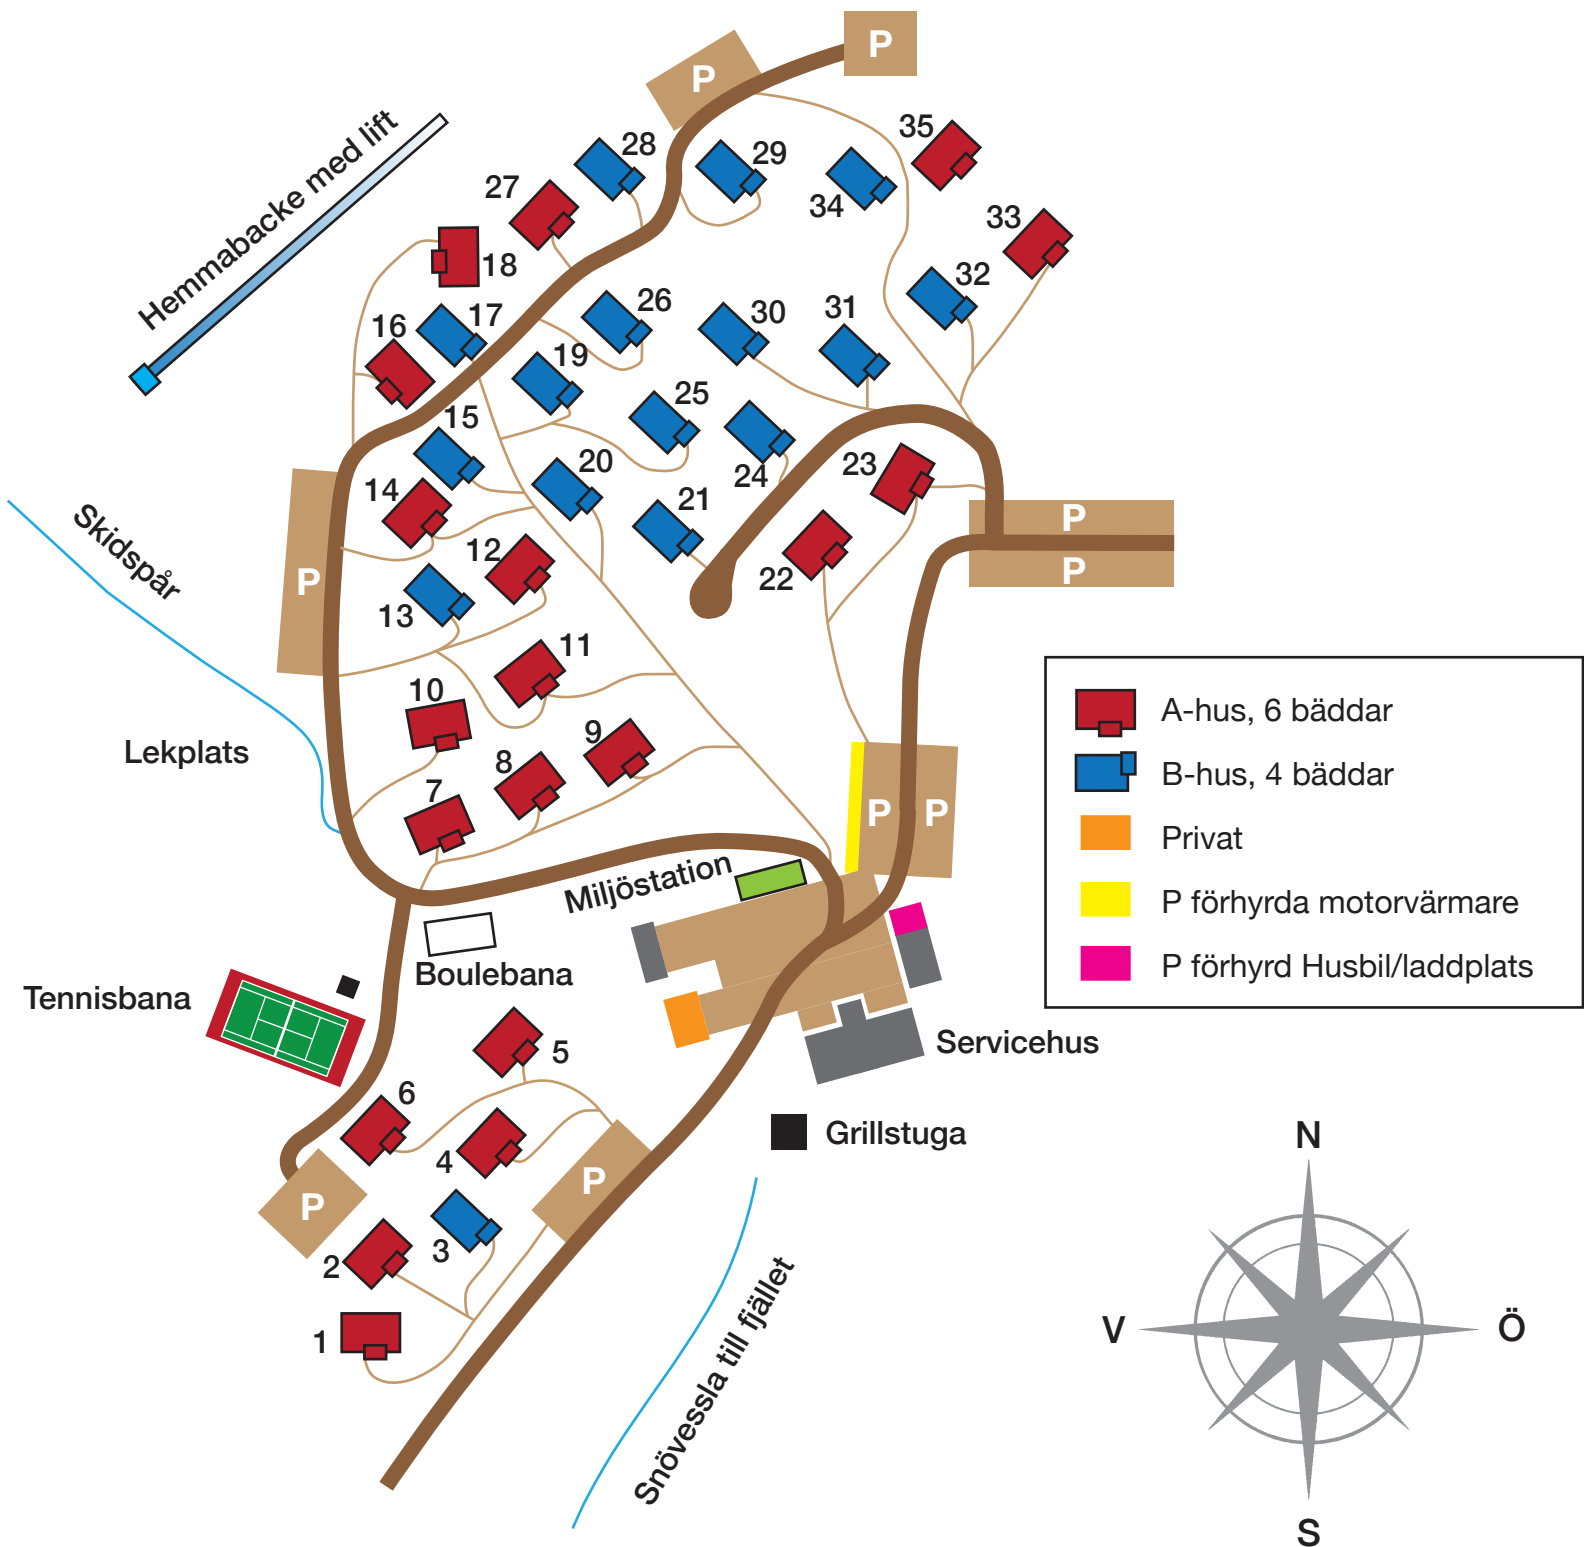 P
P
35
28
29
27
34
33
Hemmabacke med lift
18
32
26
17
30
31
16
19
25
15
23
20
24
14
21
P
Skidspår
12
P
22
P
13
11
10
Lekplats
9
8
7
P
P
A-hus, 6 bäddar
B-hus, 4 bäddar
Privat
P förhyrda motorvärmare
P förhyrd Husbil/laddplats
Miljöstation
Boulebana
Tennisbana
Servicehus
5
6
Grillstuga
4
P
P
3
2
1
Snövessla till fjället
N
V
Ö
S